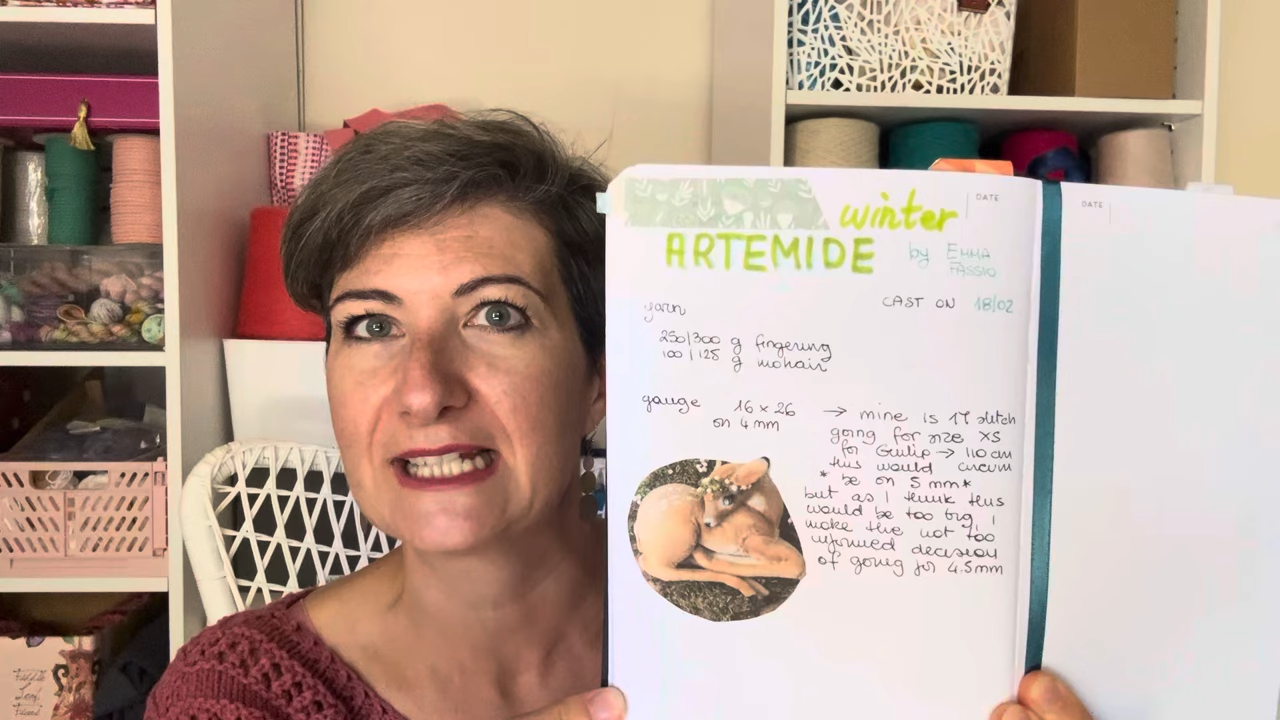 winter
DATE
DATE
ARTEMIDE by EMMA
FASSIO
yarn
CAST ON 18/02
250/300 g fingering
100/125 g mohair
gauge 16 x 26
on 4 mm
→ mine is 17 stitch
going for size XS
for Giulio → 110 cm
this would circum
* be on 5 mm *
but as I think this
would be too big, I
make the not too
informed decision
of going for 4.5mm